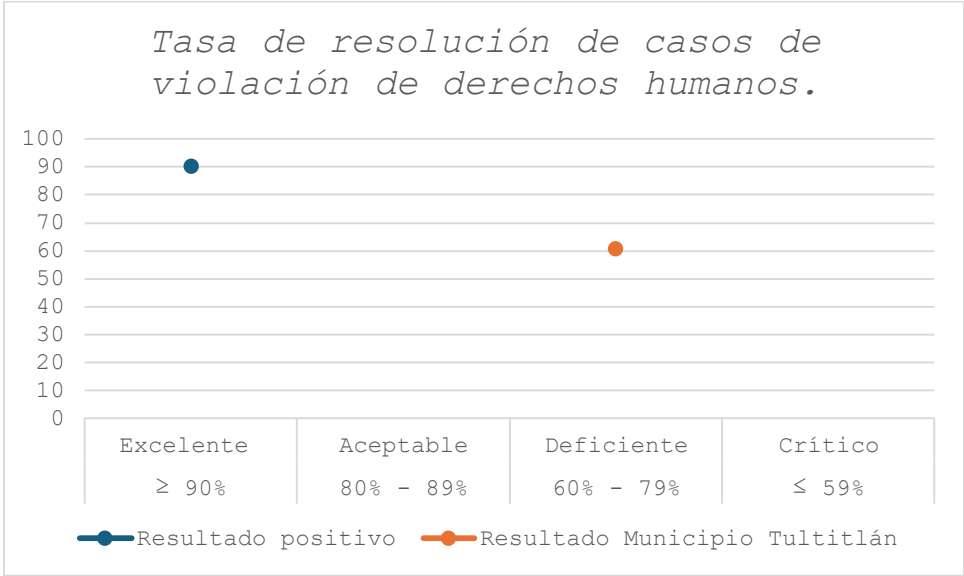 Tasa de resolución de casos de
violación de derechos humanos.
100
90
80
70
60
50
40
30
20
10
0
Excelente Aceptable Deficiente Crítico
≥ 90% 80% - 89% 60% - 79% ≤ 59%
Resultado positivo Resultado Municipio Tultitlán